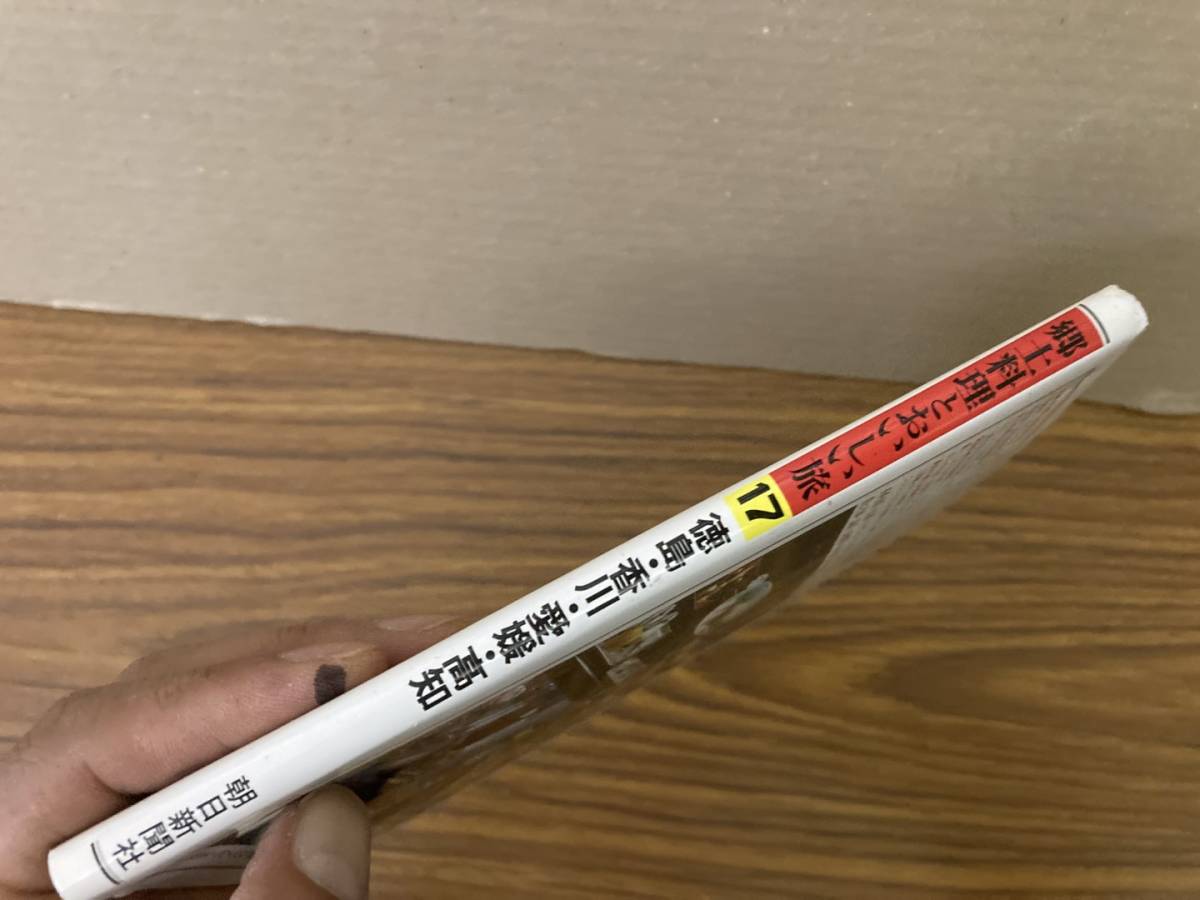 郷土料理とおいしい旅
17
徳島・香川・愛媛・高知
朝日新聞社